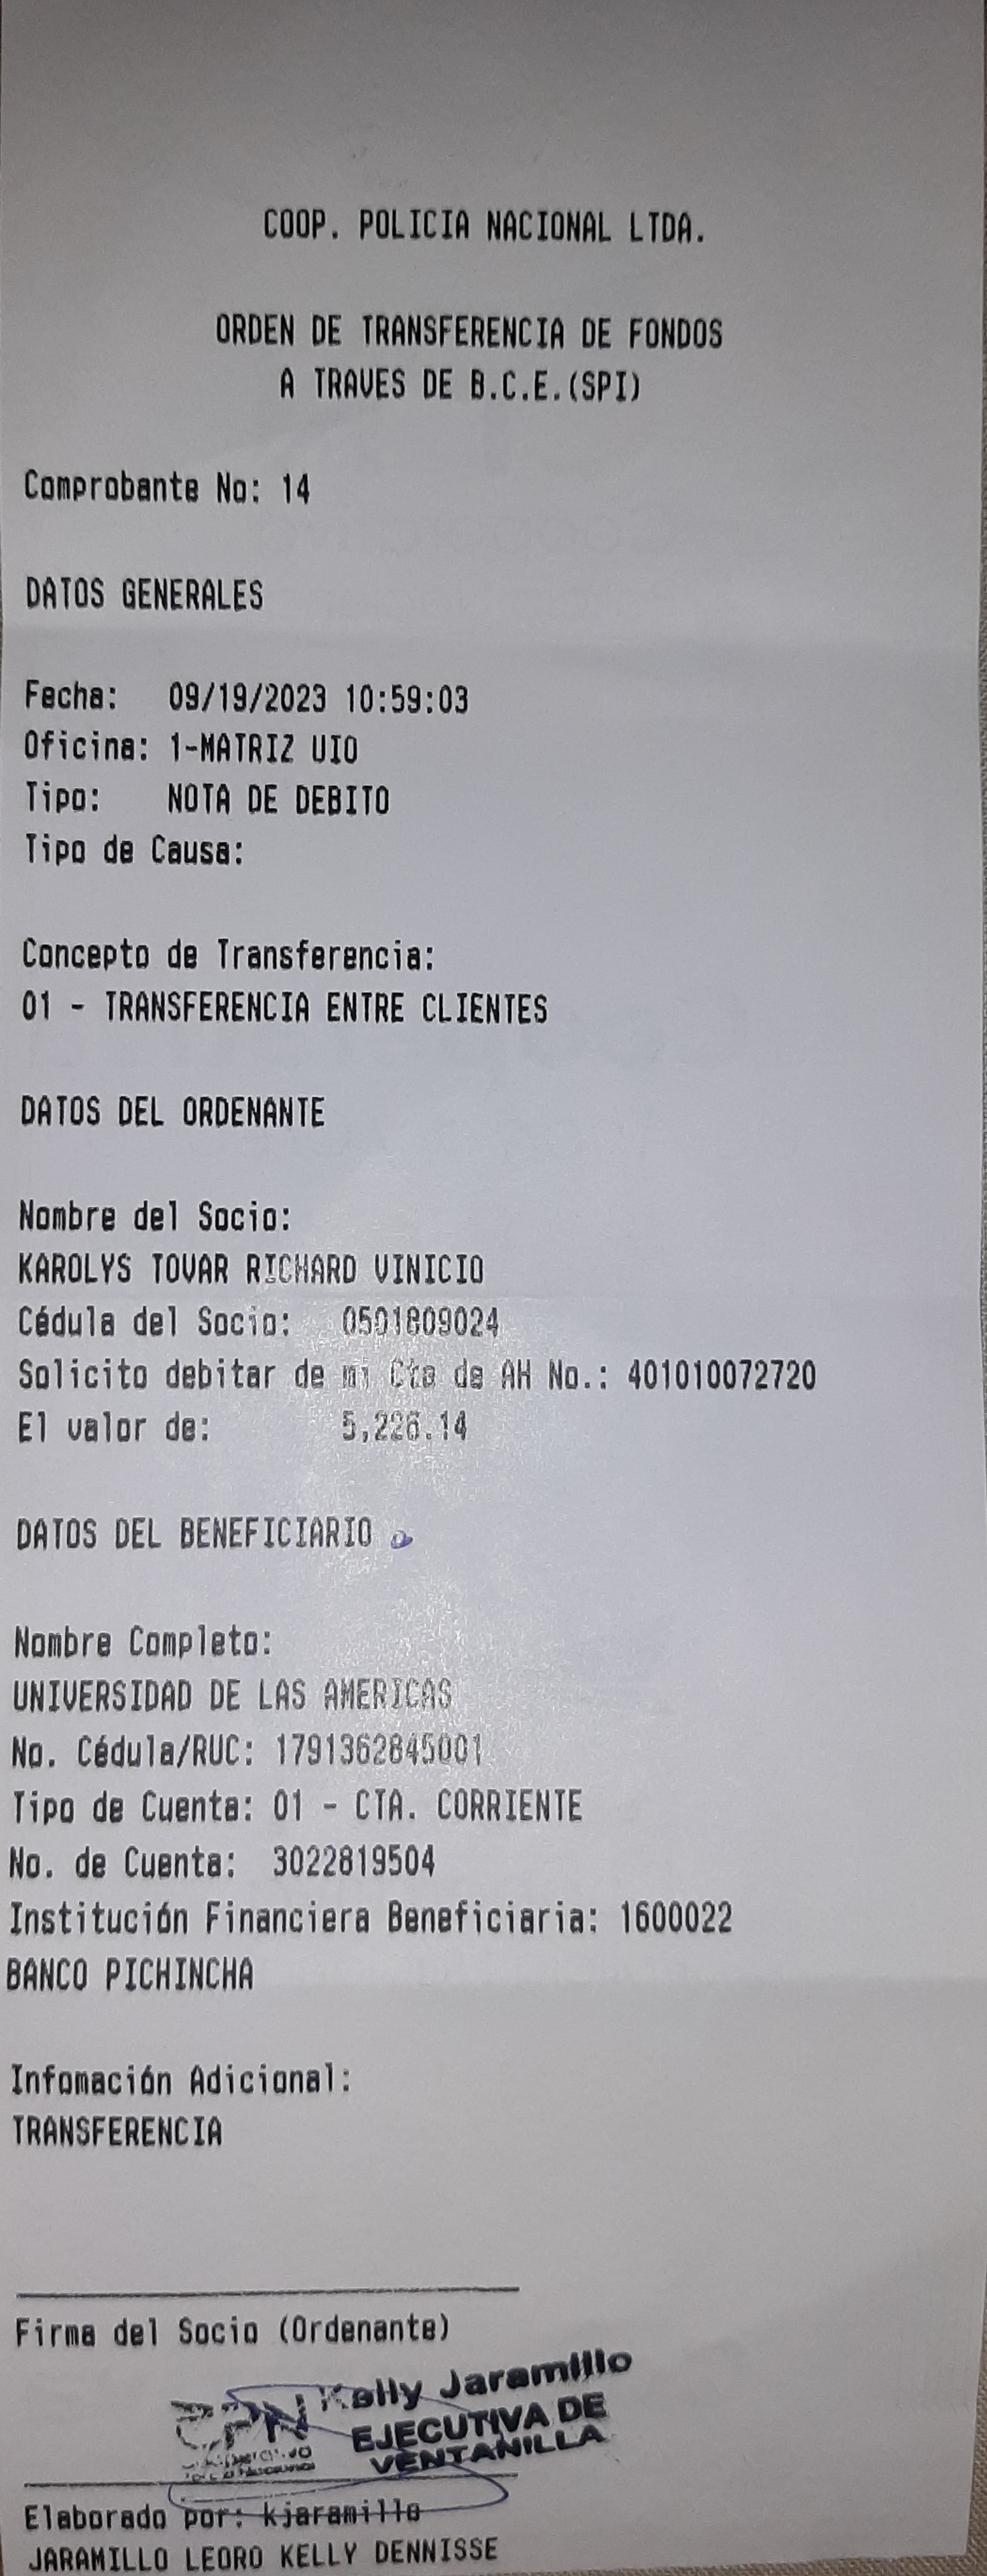 COOP. POLICIA NACIONAL LTDA.
ORDEN DE TRANSFERENCIA DE FONDOS
A TRAVES DE B.C.E.(SPI)
Comprobante No: 14
DATOS GENERALES
Fecha: 09/19/2023 10:59:03
Oficina: 1-MATRIZ UIO
Tipo: NOTA DE DEBITO
Tipo de Causa:
Concepto de Transferencia:
01 - TRANSFERENCIA ENTRE CLIENTES
DATOS DEL ORDENANTE
Nombre del Socio:
KAROLYS TOVAR RICHARD VINICIO
Cédula del Socio: 0501809024
Solicito debitar de mi Cta de AH No.: 401010072720
El valor de: 5,226.14
DATOS DEL BENEFICIARIO
Nombre Completo:
UNIVERSIDAD DE LAS AMERICAS
No. Cédula/RUC: 1791362845001
Tipo de Cuenta: 01 - CTA. CORRIENTE
No. de Cuenta: 3022819504
Institución Financiera Beneficiaria: 1600022
BANCO PICHINCHA
Infomación Adicional:
TRANSFERENCIA
Firma del Socio (Ordenante)
CPN Kelly Jaramillo
EJECUTIVA DE
VENTANILLA
Elaborado por: kjaramillo
JARAMILLO LEORO KELLY DENNISSE